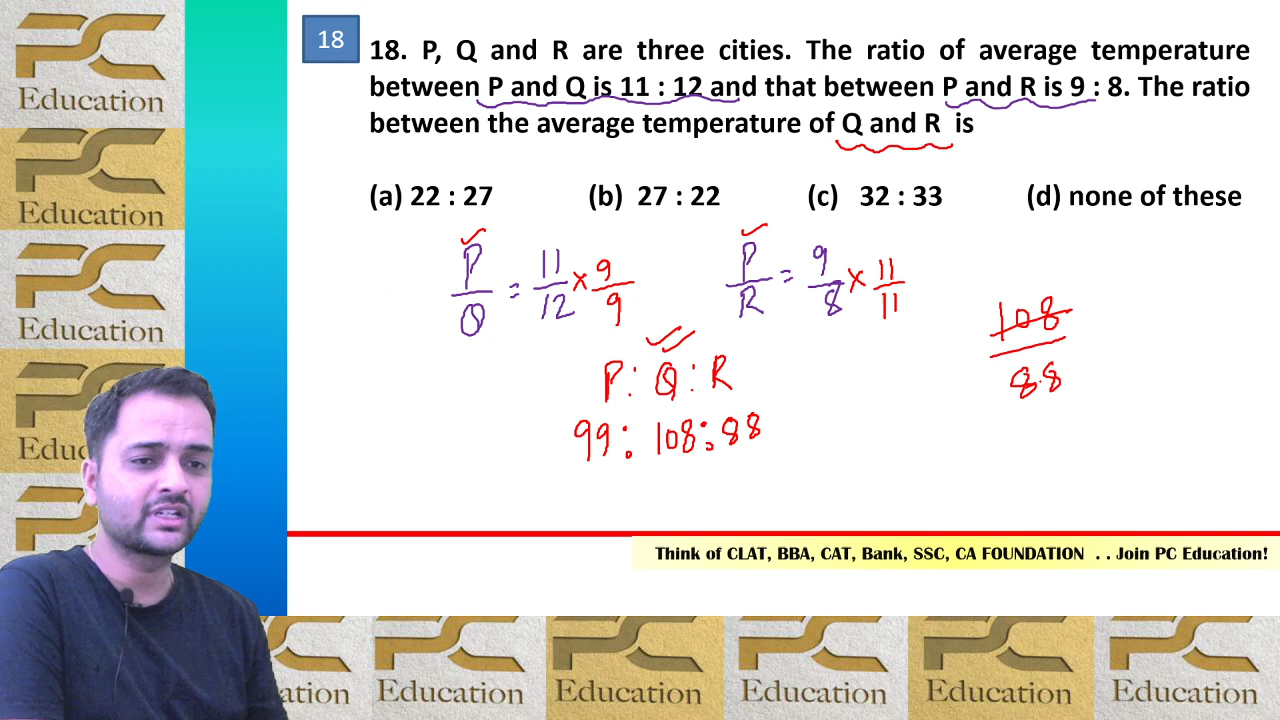 18
18. P, Q and R are three cities. The ratio of average temperature
between P and Q is 11 : 12 and that between P and R is 9 : 8. The ratio
between the average temperature of Q and R is
(a) 22 : 27 (b) 27 : 22 (c) 32 : 33 (d) none of these
P/Q = 11/12 × 9/9
P/R = 9/8 × 11/11
108/88
P : Q : R
99 : 108 : 88
Think of CLAT, BBA, CAT, Bank, SSC, CA FOUNDATION . . Join PC Education!
PC Education
PC Education
Education
Education
Education
Education
Education
Education
Education